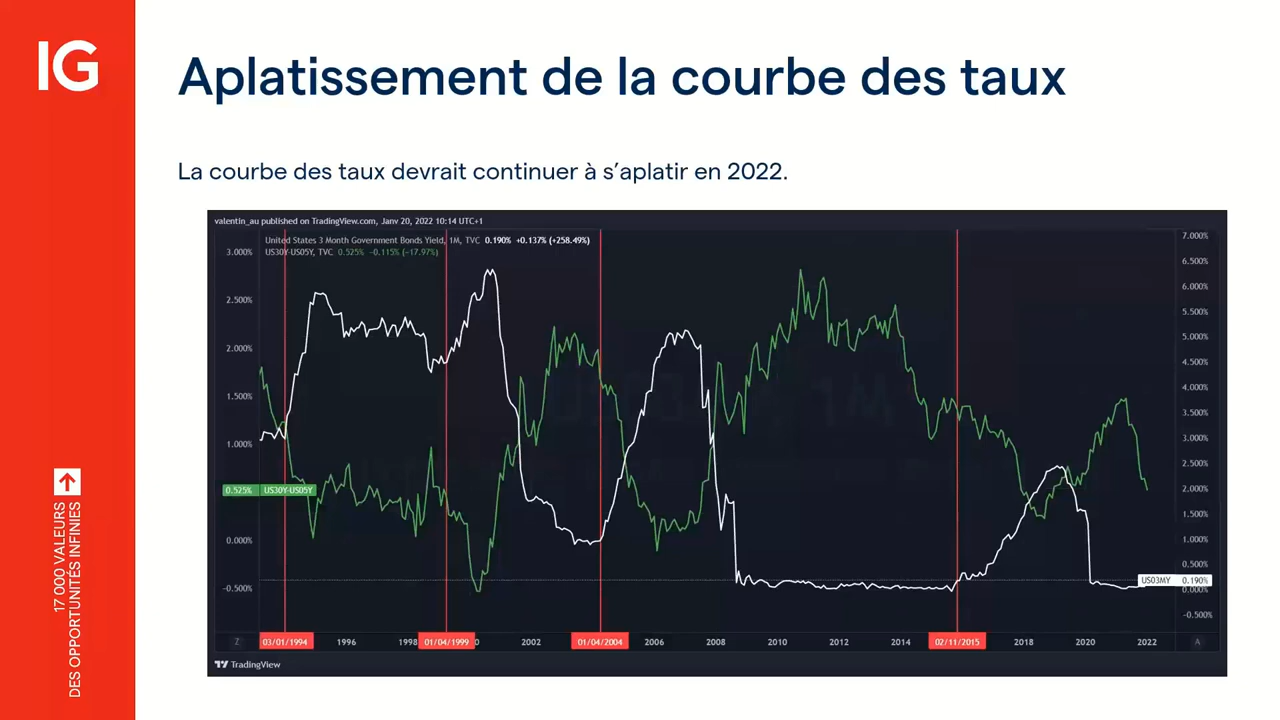 IG
Aplatissement de la courbe des taux
La courbe des taux devrait continuer à s’aplatir en 2022.
valentin_au published on TradingView.com, Janv 20, 2022 10:14 UTC+1
United States 3 Month Government Bonds Yield, 1M, TVC 0.190% +0.137% (+258.49%)
US30Y-US05Y, TVC 0.525% −0.115% (−17.97%)
3.000%
2.500%
2.000%
1.500%
1.000%
0.525% US30Y-US05Y
0.000%
-0.500%
7.000%
6.500%
6.000%
5.500%
5.000%
4.500%
4.000%
3.500%
3.000%
2.500%
2.000%
1.500%
1.000%
0.500%
US03MY 0.190%
-0.500%
Z 03/01/1994 1996 1998 01/04/1999 0 2002 01/04/2004 2006 2008 2010 2012 2014 02/11/2015 2018 2020 2022 A
TradingView
17 000 VALEURS
DES OPPORTUNITÉS INFINIES